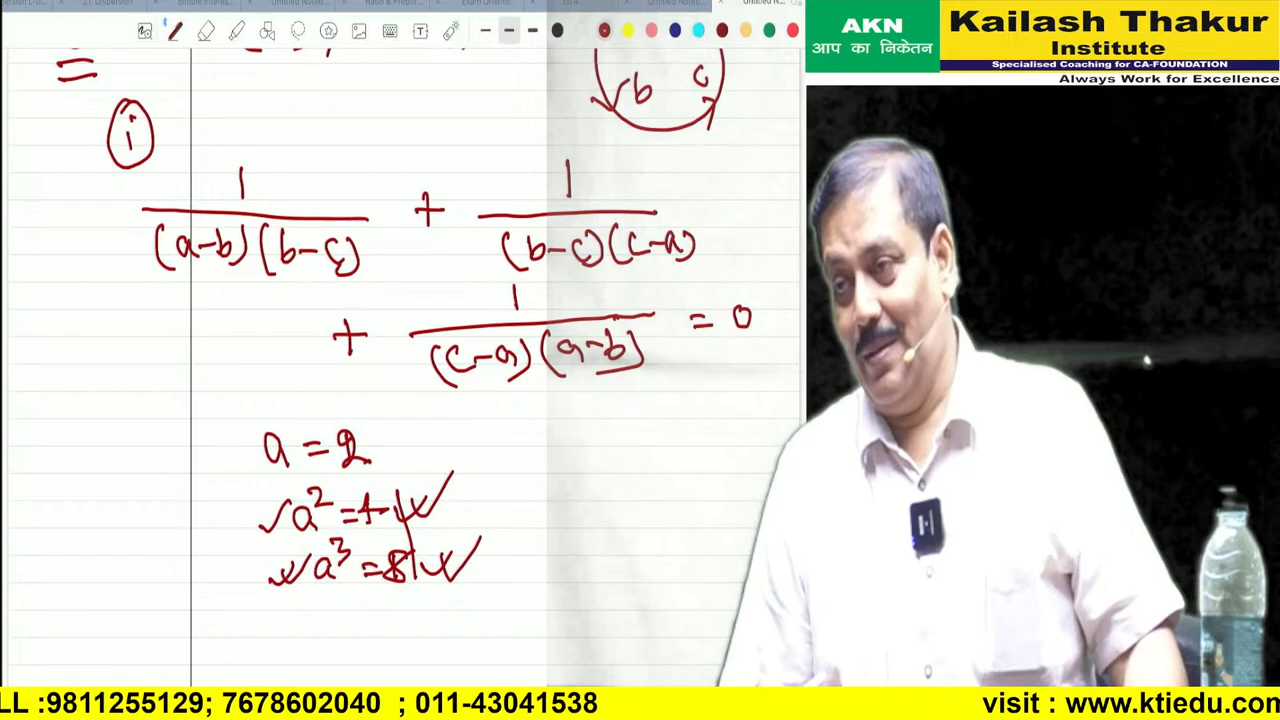 AKN
आप का निकेतन
Kailash Thakur
Institute
Specialised Coaching for CA-FOUNDATION
Always Work for Excellence
=
b c
i
1/((a-b)(b-c)) + 1/((b-c)(c-a))
+ 1/((c-a)(a-b)) = 0
a = 2
✓a² = 4 ✓
✓a³ = 8 ✓
LL :9811255129; 7678602040 ; 011-43041538
visit : www.ktiedu.con